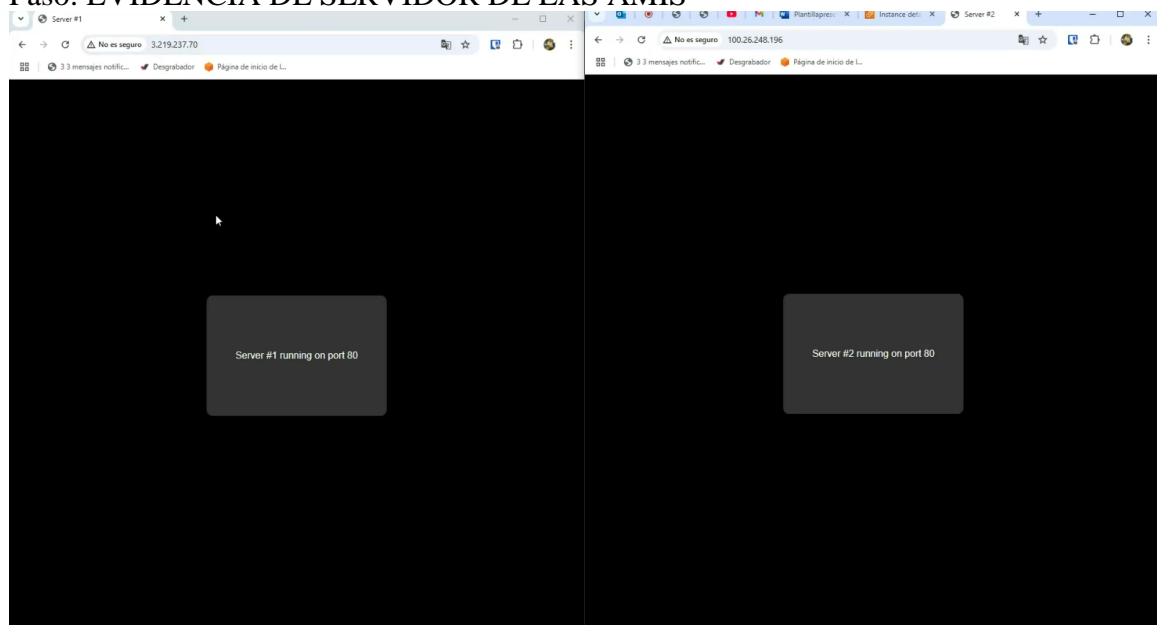 Paso: EVIDENCIA DE SERVIDOR DE LAS AMIS
Server #1
No es seguro 3.219.237.70
3 3 mensajes notific... Desgrabador Página de inicio de l...
Server #1 running on port 80
Plantillapres: Instance deta Server #2
No es seguro 100.26.248.196
3 3 mensajes notific... Desgrabador Página de inicio de l...
Server #2 running on port 80